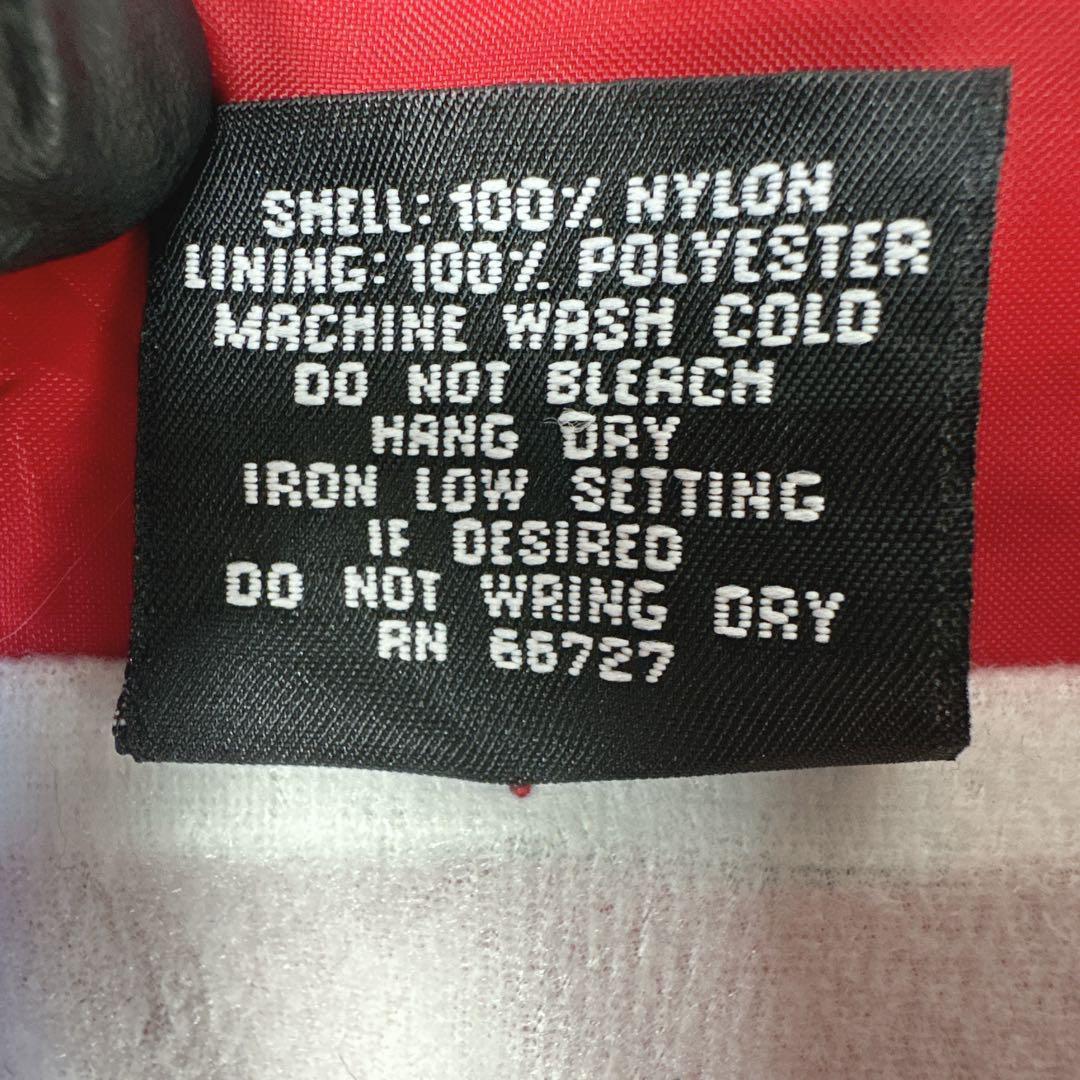 SHELL: 100% NYLON
LINING: 100% POLYESTER
MACHINE WASH COLD
DO NOT BLEACH
HANG DRY
IRON LOW SETTING
IF DESIRED
DO NOT WRING DRY
RN 66727